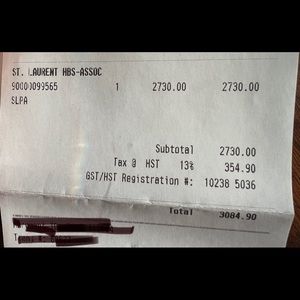 ST. LAURENT HBS-ASSOC
90000099565 1 2730.00 2730.00
SLPA
Subtotal 2730.00
Tax @ HST 13% 354.90
GST/HST Registration #: 10238 5036
Total 3084.90